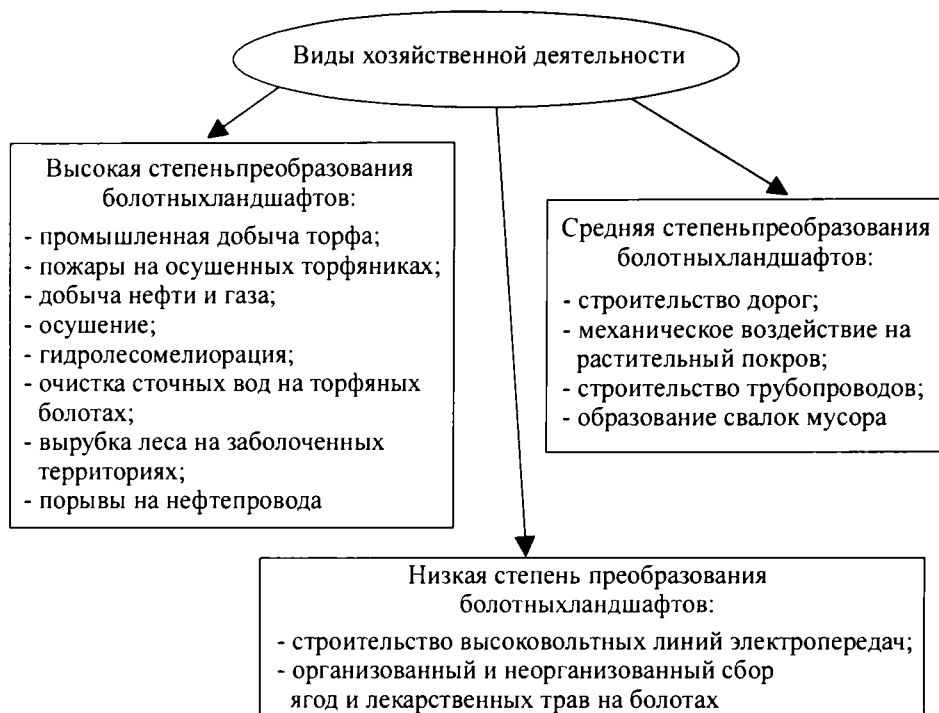 Виды хозяйственной деятельности
Высокая степеньпреобразования
болотныхландшафтов:
- промышленная добыча торфа;
- пожары на осушенных торфяниках;
- добыча нефти и газа;
- осушение;
- гидролесомелиорация;
- очистка сточных вод на торфяных
болотах;
- вырубка леса на заболоченных
территориях;
- порывы на нефтепровода
Средняя степеньпреобразования
болотныхландшафтов:
- строительство дорог;
- механическое воздействие на
растительный покров;
- строительство трубопроводов;
- образование свалок мусора
Низкая степень преобразования
болотныхландшафтов:
- строительство высоковольтных линий электропередач;
- организованный и неорганизованный сбор
ягод и лекарственных трав на болотах